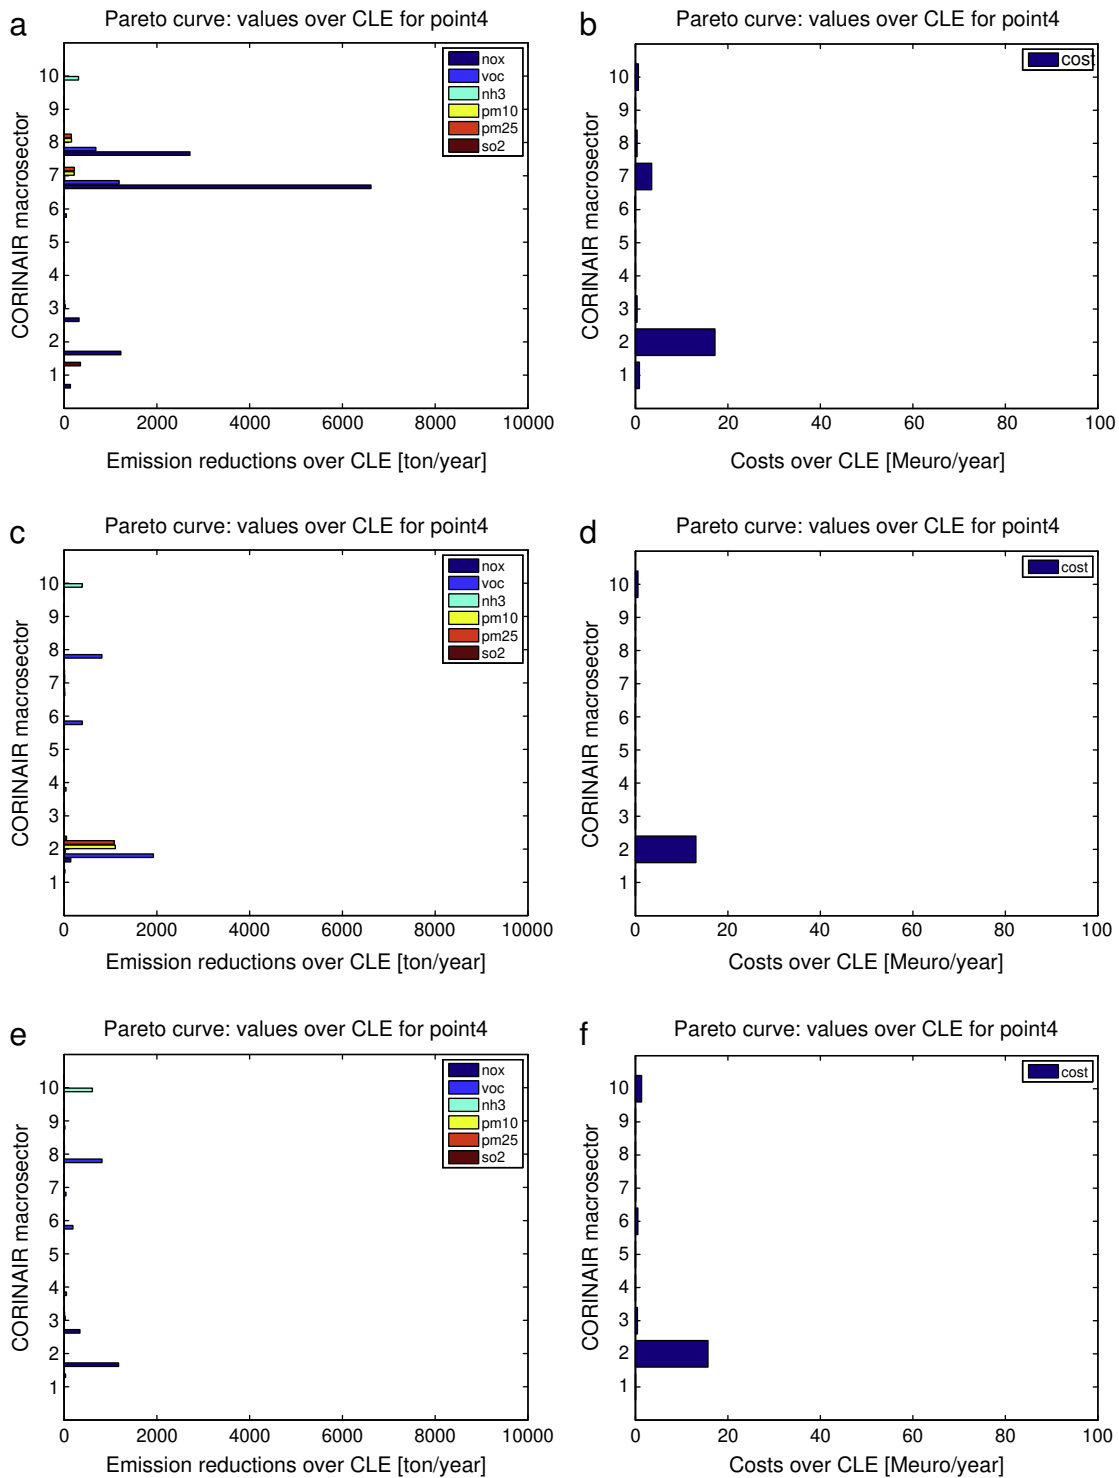 a
Pareto curve: values over CLE for point4
10
9
8
7
6
5
4
3
2
1
CORINAIR macrosector
nox
voc
nh3
pm10
pm25
so2
0 2000 4000 6000 8000 10000
Emission reductions over CLE [ton/year]
b
Pareto curve: values over CLE for point4
10
9
8
7
6
5
4
3
2
1
CORINAIR macrosector
cost
0 20 40 60 80 100
Costs over CLE [Meuro/year]
c
Pareto curve: values over CLE for point4
10
9
8
7
6
5
4
3
2
1
CORINAIR macrosector
nox
voc
nh3
pm10
pm25
so2
0 2000 4000 6000 8000 10000
Emission reductions over CLE [ton/year]
d
Pareto curve: values over CLE for point4
10
9
8
7
6
5
4
3
2
1
CORINAIR macrosector
cost
0 20 40 60 80 100
Costs over CLE [Meuro/year]
e
Pareto curve: values over CLE for point4
10
9
8
7
6
5
4
3
2
1
CORINAIR macrosector
nox
voc
nh3
pm10
pm25
so2
0 2000 4000 6000 8000 10000
Emission reductions over CLE [ton/year]
f
Pareto curve: values over CLE for point4
10
9
8
7
6
5
4
3
2
1
CORINAIR macrosector
cost
0 20 40 60 80 100
Costs over CLE [Meuro/year]